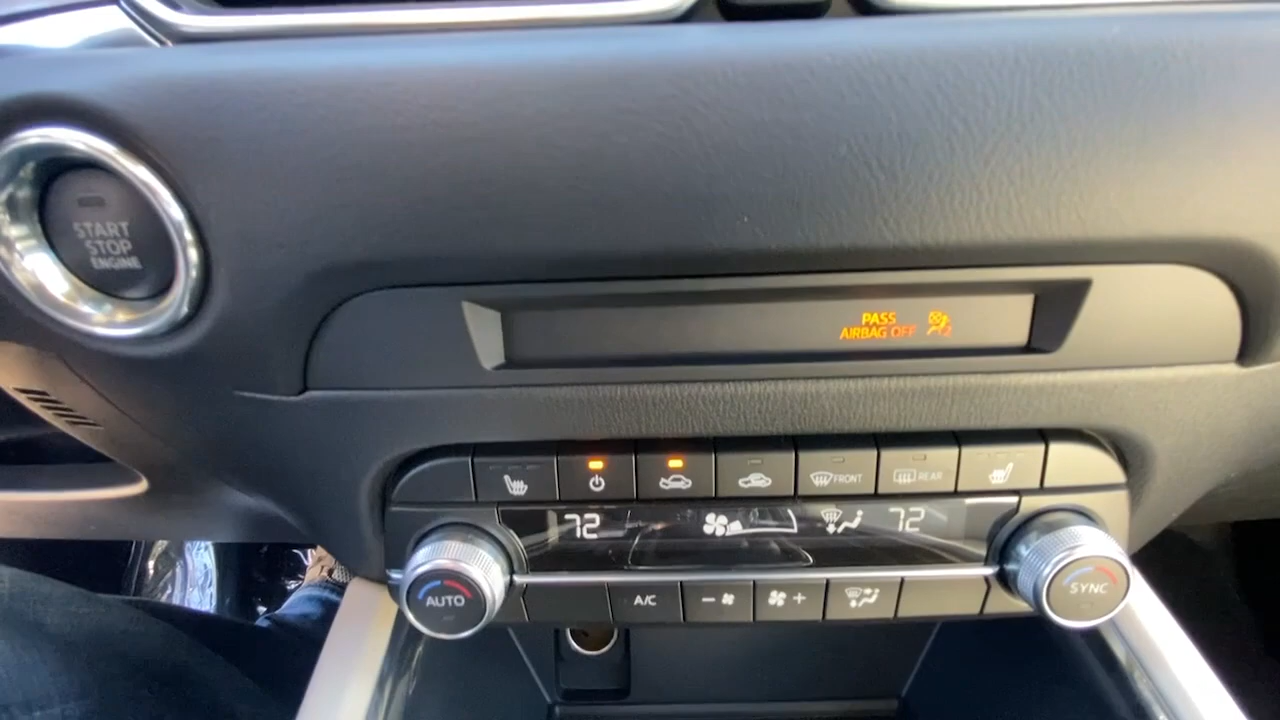 START
STOP
ENGINE
PASS
AIRBAG OFF
FRONT
REAR
72
72
AUTO
A/C
SYNC